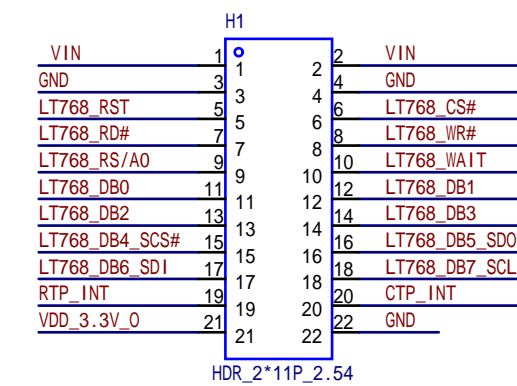 H1
VIN 1 1 2 2 VIN
GND 3 3 4 4 GND
LT768_RST 5 5 6 6 LT768_CS#
LT768_RD# 7 7 8 8 LT768_WR#
LT768_RS/A0 9 9 10 10 LT768_WAIT
LT768_DB0 11 11 12 12 LT768_DB1
LT768_DB2 13 13 14 14 LT768_DB3
LT768_DB4_SCS# 15 15 16 16 LT768_DB5_SDO
LT768_DB6_SDI 17 17 18 18 LT768_DB7_SCL
RTP_INT 19 19 20 20 CTP_INT
VDD_3.3V_O 21 21 22 22 GND
HDR_2*11P_2.54